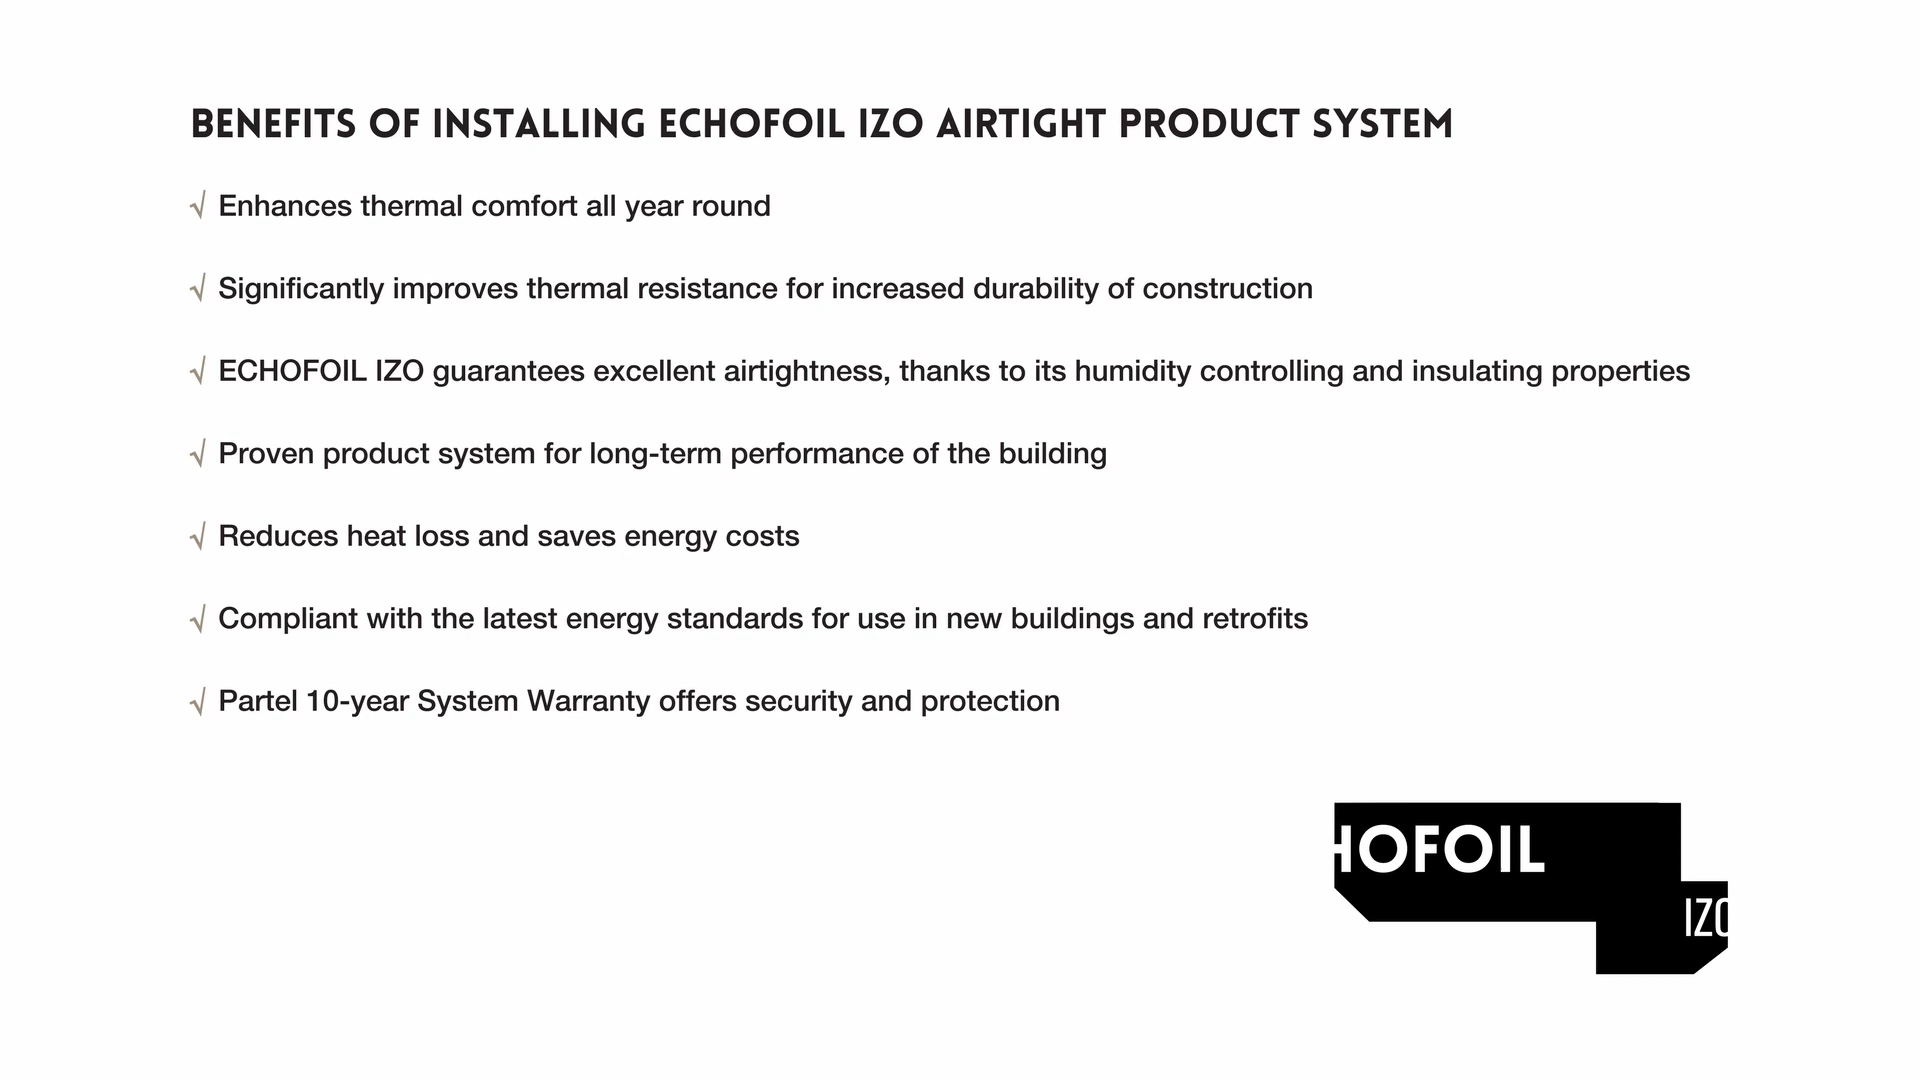 BENEFITS OF INSTALLING ECHOFOIL IZO AIRTIGHT PRODUCT SYSTEM
√ Enhances thermal comfort all year round
√ Significantly improves thermal resistance for increased durability of construction
√ ECHOFOIL IZO guarantees excellent airtightness, thanks to its humidity controlling and insulating properties
√ Proven product system for long-term performance of the building
√ Reduces heat loss and saves energy costs
√ Compliant with the latest energy standards for use in new buildings and retrofits
√ Partel 10-year System Warranty offers security and protection
HOFOIL
IZO